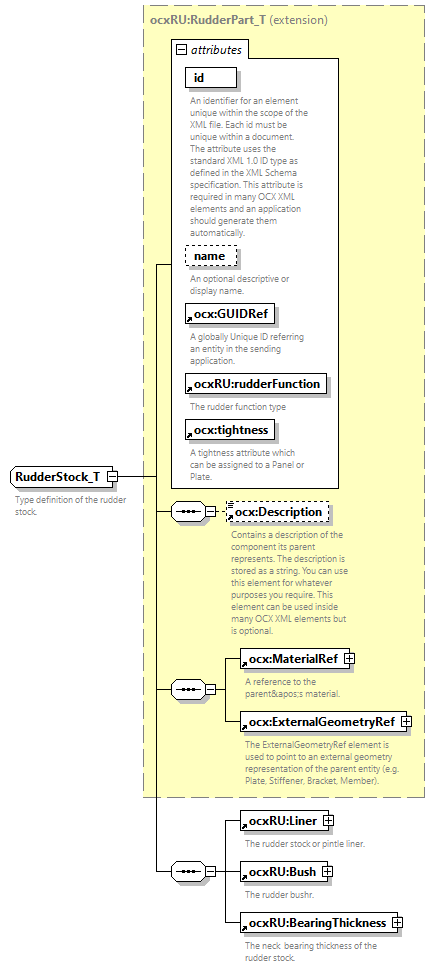 ocxRU:RudderPart_T (extension)
attributes
id
An identifier for an element
unique within the scope of the
XML file. Each id must be
unique within a document.
The attribute uses the
standard XML 1.0 ID type as
defined in the XML Schema
specification. This attribute is
required in many OCX XML
elements and an application
should generate them
automatically.
name
An optional descriptive or
display name.
ocx:GUIDRef
A globally Unique ID referring
an entity in the sending
application.
ocxRU:rudderFunction
The rudder function type
ocx:tightness
A tightness attribute which
can be assigned to a Panel or
Plate.
RudderStock_T
Type definition of the rudder
stock.
ocx:Description
Contains a description of the
component its parent
represents. The description is
stored as a string. You can use
this element for whatever
purposes you require. This
element can be used inside
many OCX XML elements but
is optional.
ocx:MaterialRef
A reference to the
parent&apos;s material.
ocx:ExternalGeometryRef
The ExternalGeometryRef element is
used to point to an external geometry
representation of the parent entity (e.g.
Plate, Stiffener, Bracket, Member).
ocxRU:Liner
The rudder stock or pintle liner.
ocxRU:Bush
The rudder bushr.
ocxRU:BearingThickness
The neck bearing thickness of the
rudder stock.